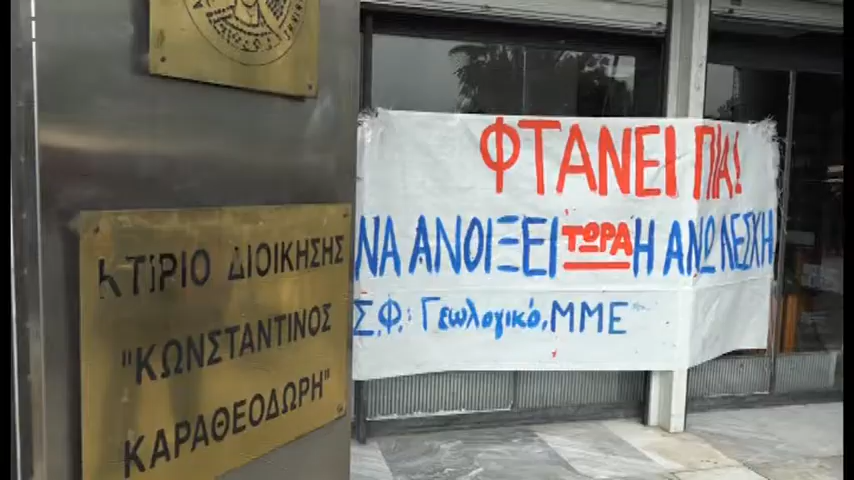 ΚΤΙΡΙΟ ΔΙΟΙΚΗΣΗΣ
"ΚΩΝΣΤΑΝΤΙΝΟΣ
ΚΑΡΑΘΕΟΔΩΡΗ"
ΦΤΑΝΕΙ ΠΙΑ!
ΝΑ ΑΝΟΙΞΕΙ ΤΩΡΑ Η ΑΝΩ ΛΕΣΧΗ
Σ.Φ.: Γεωλογικό, ΜΜΕ